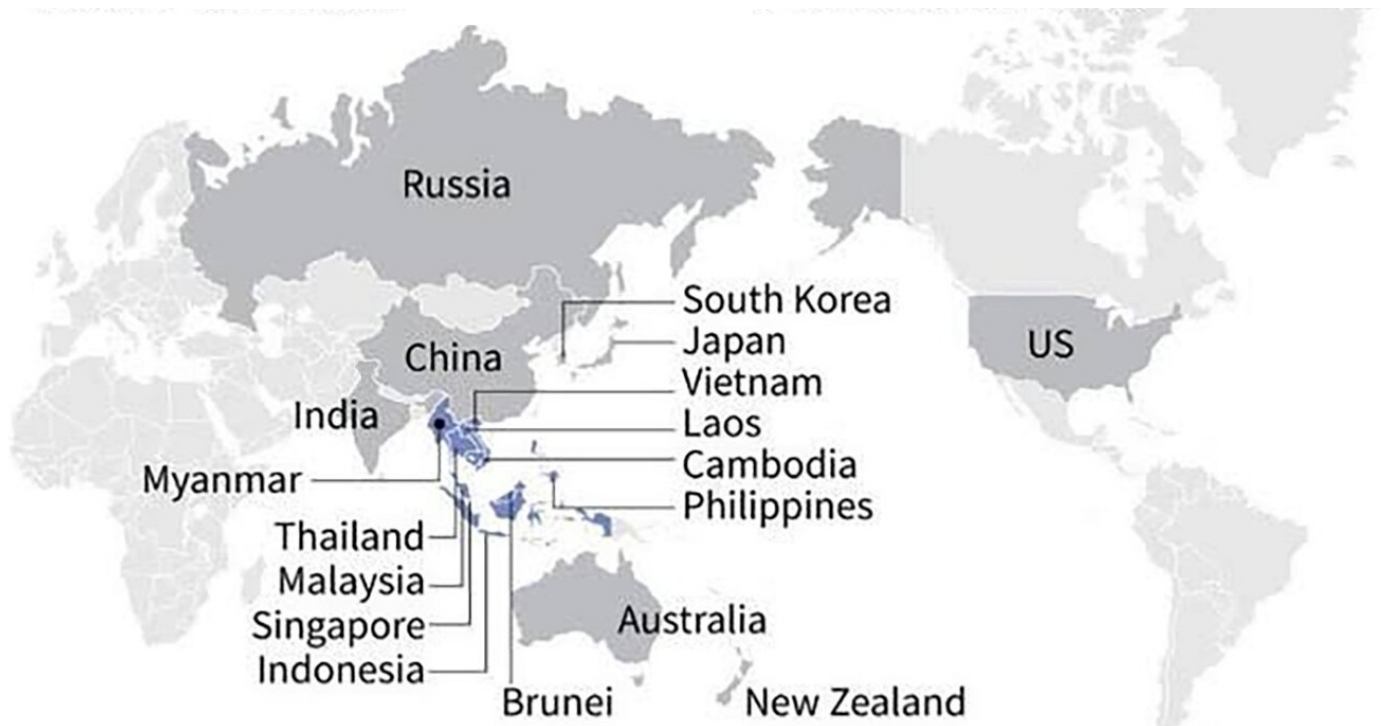 Russia
South Korea
Japan
China
US
Vietnam
India
Laos
Cambodia
Myanmar
Philippines
Thailand
Malaysia
Singapore
Australia
Indonesia
Brunei
New Zealand